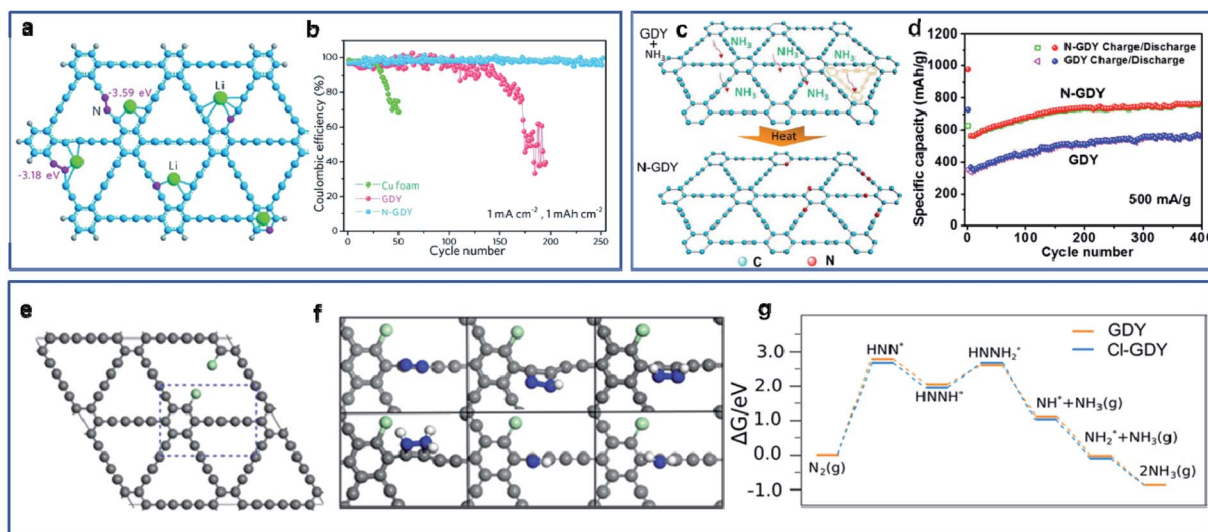 a
Li
-3.59 eV
N
Li
-3.18 eV
b
Coulombic efficiency (%)
100
80
60
40
20
0
Cu foam
GDY
N-GDY
1 mA cm⁻², 1 mAh cm⁻²
0
50
100
150
200
250
Cycle number
c
GDY
+
NH₃
NH₃
NH₃
NH₃
NH₃
NH₃
NH₃
Heat
N-GDY
C
N
d
Specific capacity (mAh/g)
1200
1000
800
600
400
200
0
N-GDY Charge/Discharge
GDY Charge/Discharge
N-GDY
GDY
500 mA/g
0
100
200
300
400
Cycle number
e
f
g
ΔG/eV
3.0
2.0
1.0
0.0
-1.0
GDY
Cl-GDY
N₂(g)
HNN*
HNNH*
HNNH₂*
NH*+NH₃(g)
NH₂*+NH₃(g)
2NH₃(g)